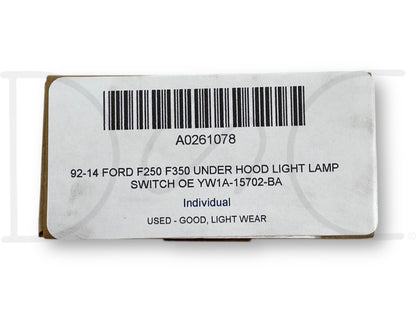 A0261078
92-14 FORD F250 F350 UNDER HOOD LIGHT LAMP
SWITCH OE YW1A-15702-BA
Individual
USED - GOOD, LIGHT WEAR